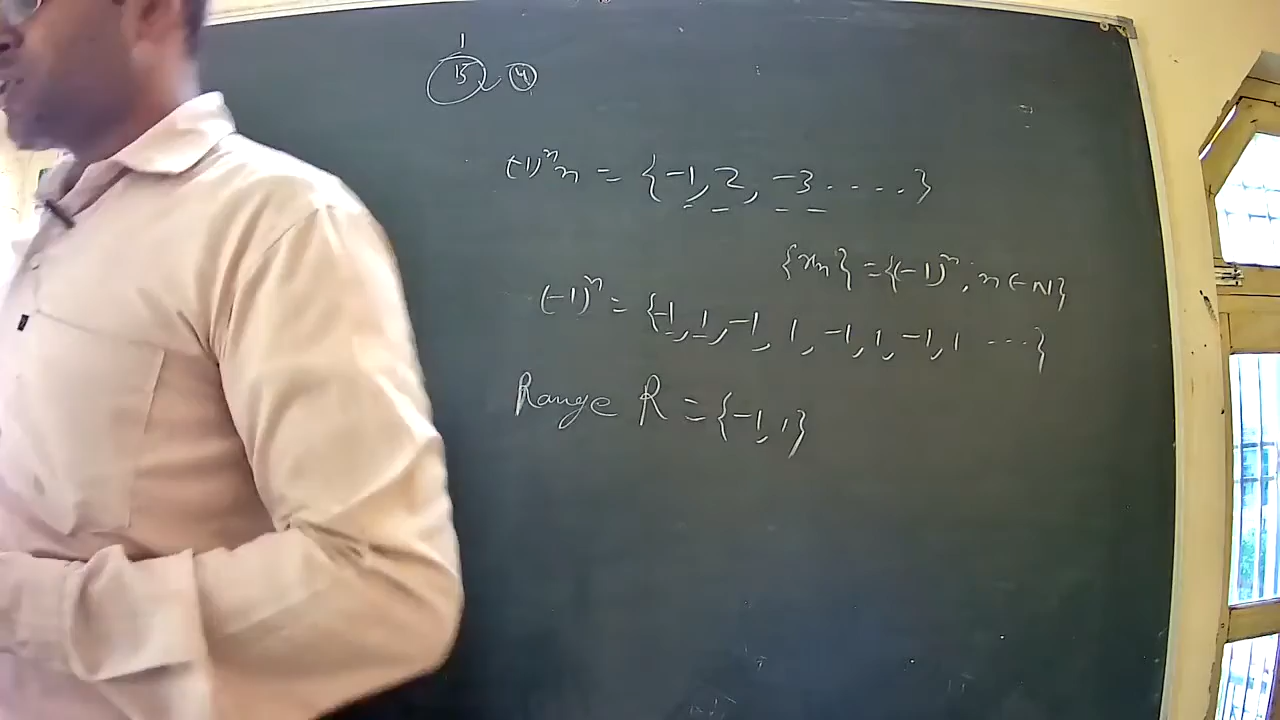 1
15 4
(-1)ⁿn = {-1, 2, -3 .....}
{xₙ} = {(-1)ⁿ, n ∈ N}
(-1)ⁿ = {-1, 1, -1, 1, -1, 1, -1, 1 ...}
Range R = {-1, 1}